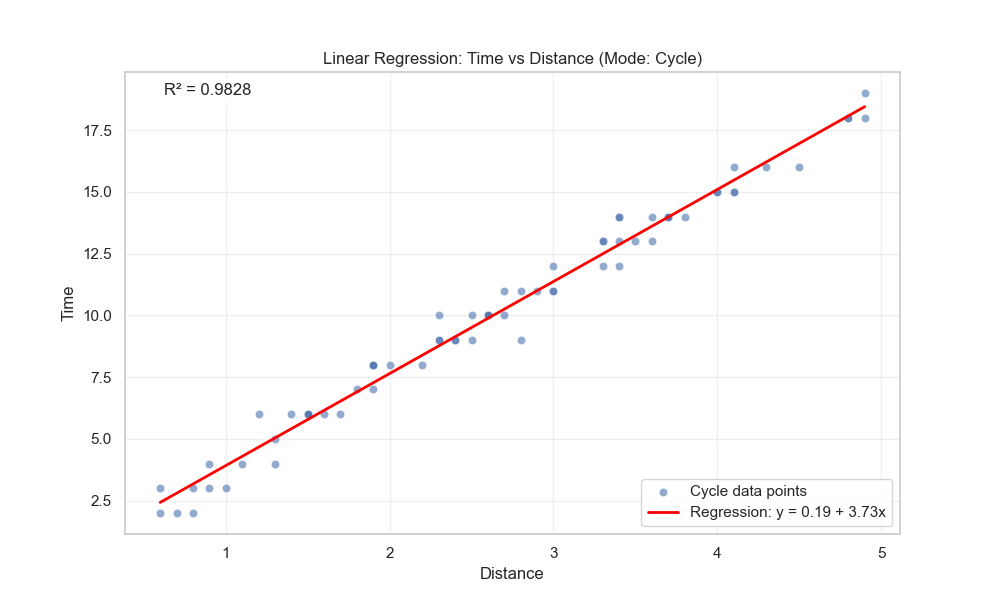 Linear Regression: Time vs Distance (Mode: Cycle)
R² = 0.9828
17.5
15.0
12.5
10.0
7.5
5.0
2.5
Time
Cycle data points
Regression: y = 0.19 + 3.73x
1 2 3 4 5
Distance